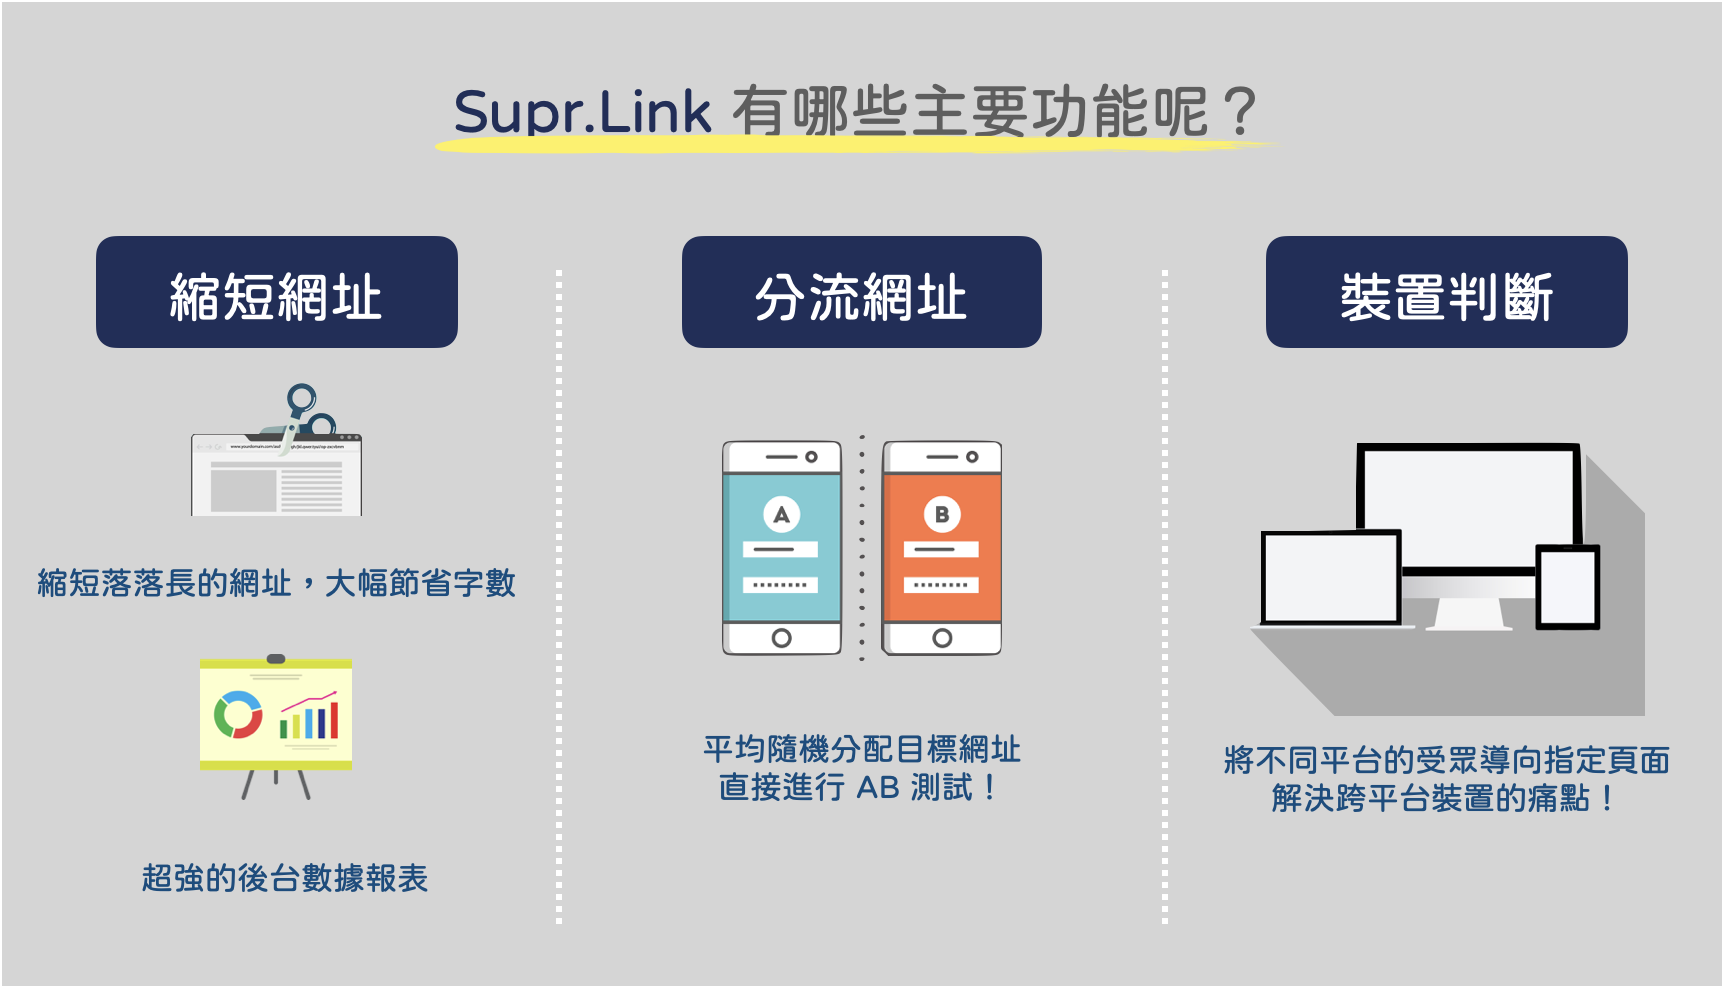 Supr.Link 有哪些主要功能呢？
縮短網址
縮短落落長的網址，大幅節省字數
超強的後台數據報表
分流網址
A
B
平均隨機分配目標網址
直接進行 AB 測試！
裝置判斷
將不同平台的受眾導向指定頁面
解決跨平台裝置的痛點！